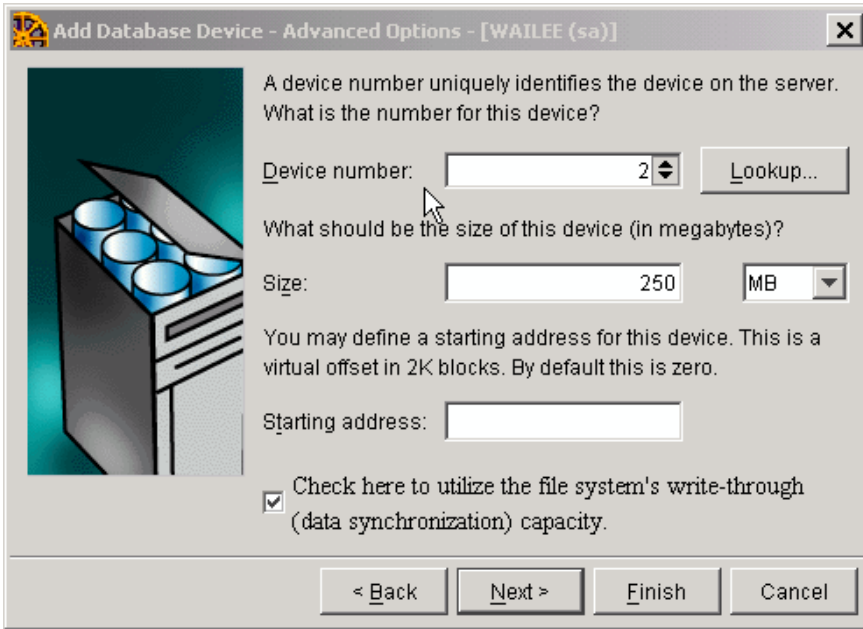 Add Database Device - Advanced Options - [WAILEE (sa)]
A device number uniquely identifies the device on the server.
What is the number for this device?
Device number: 2 Lookup...
What should be the size of this device (in megabytes)?
Size: 250 MB
You may define a starting address for this device. This is a
virtual offset in 2K blocks. By default this is zero.
Starting address:
Check here to utilize the file system's write-through
(data synchronization) capacity.
< Back Next > Finish Cancel